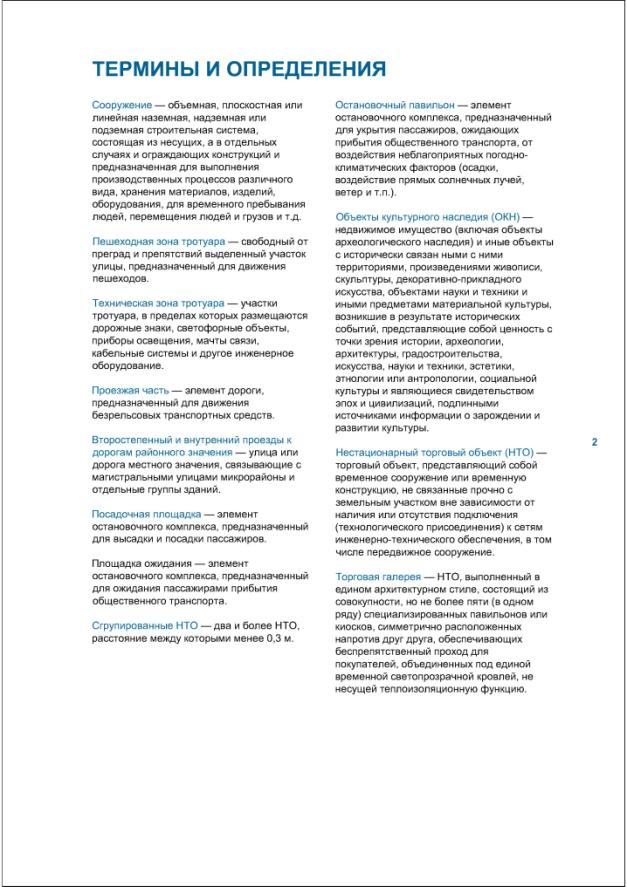 ТЕРМИНЫ И ОПРЕДЕЛЕНИЯ
Сооружение — объемная, плоскостная или
линейная наземная, надземная или
подземная строительная система,
состоящая из несущих, а в отдельных
случаях и ограждающих конструкций и
предназначенная для выполнения
производственных процессов различного
вида, хранения материалов, изделий,
оборудования, для временного пребывания
людей, перемещения людей и грузов и т.д.
Пешеходная зона тротуара — свободный от
преград и препятствий выделенный участок
улицы, предназначенный для движения
пешеходов.
Техническая зона тротуара — участки
тротуара, в пределах которых размещаются
дорожные знаки, светофорные объекты,
приборы освещения, мачты связи,
кабельные системы и другое инженерное
оборудование.
Проезжая часть — элемент дороги,
предназначенный для движения
безрельсовых транспортных средств.
Второстепенный и внутренний проезды к
дорогам районного значения — улица или
дорога местного значения, связывающие с
магистральными улицами микрорайоны и
отдельные группы зданий.
Посадочная площадка — элемент
остановочного комплекса, предназначенный
для высадки и посадки пассажиров.
Площадка ожидания — элемент
остановочного комплекса, предназначенный
для ожидания пассажирами прибытия
общественного транспорта.
Сгрупированные НТО — два и более НТО,
расстояние между которыми менее 0,3 м.
Остановочный павильон — элемент
остановочного комплекса, предназначенный
для укрытия пассажиров, ожидающих
прибытия общественного транспорта, от
воздействия неблагоприятных погодно-
климатических факторов (осадки,
воздействие прямых солнечных лучей,
ветер и т.п.).
Объекты культурного наследия (ОКН) —
недвижимое имущество (включая объекты
археологического наследия) и иные объекты
с исторически связан ными с ними
территориями, произведениями живописи,
скульптуры, декоративно-прикладного
искусства, объектами науки и техники и
иными предметами материальной культуры,
возникшие в результате исторических
событий, представляющие собой ценность с
точки зрения истории, археологии,
архитектуры, градостроительства,
искусства, науки и техники, эстетики,
этнологии или антропологии, социальной
культуры и являющиеся свидетельством
эпох и цивилизаций, подлинными
источниками информации о зарождении и
развитии культуры.
Нестационарный торговый объект (НТО) —
торговый объект, представляющий собой
временное сооружение или временную
конструкцию, не связанные прочно с
земельным участком вне зависимости от
наличия или отсутствия подключения
(технологического присоединения) к сетям
инженерно-технического обеспечения, в том
числе передвижное сооружение.
Торговая галерея — НТО, выполненный в
едином архитектурном стиле, состоящий из
совокупности, но не более пяти (в одном
ряду) специализированных павильонов или
киосков, симметрично расположенных
напротив друг друга, обеспечивающих
беспрепятственный проход для
покупателей, объединенных под единой
временной светопрозрачной кровлей, не
несущей теплоизоляционную функцию.
2